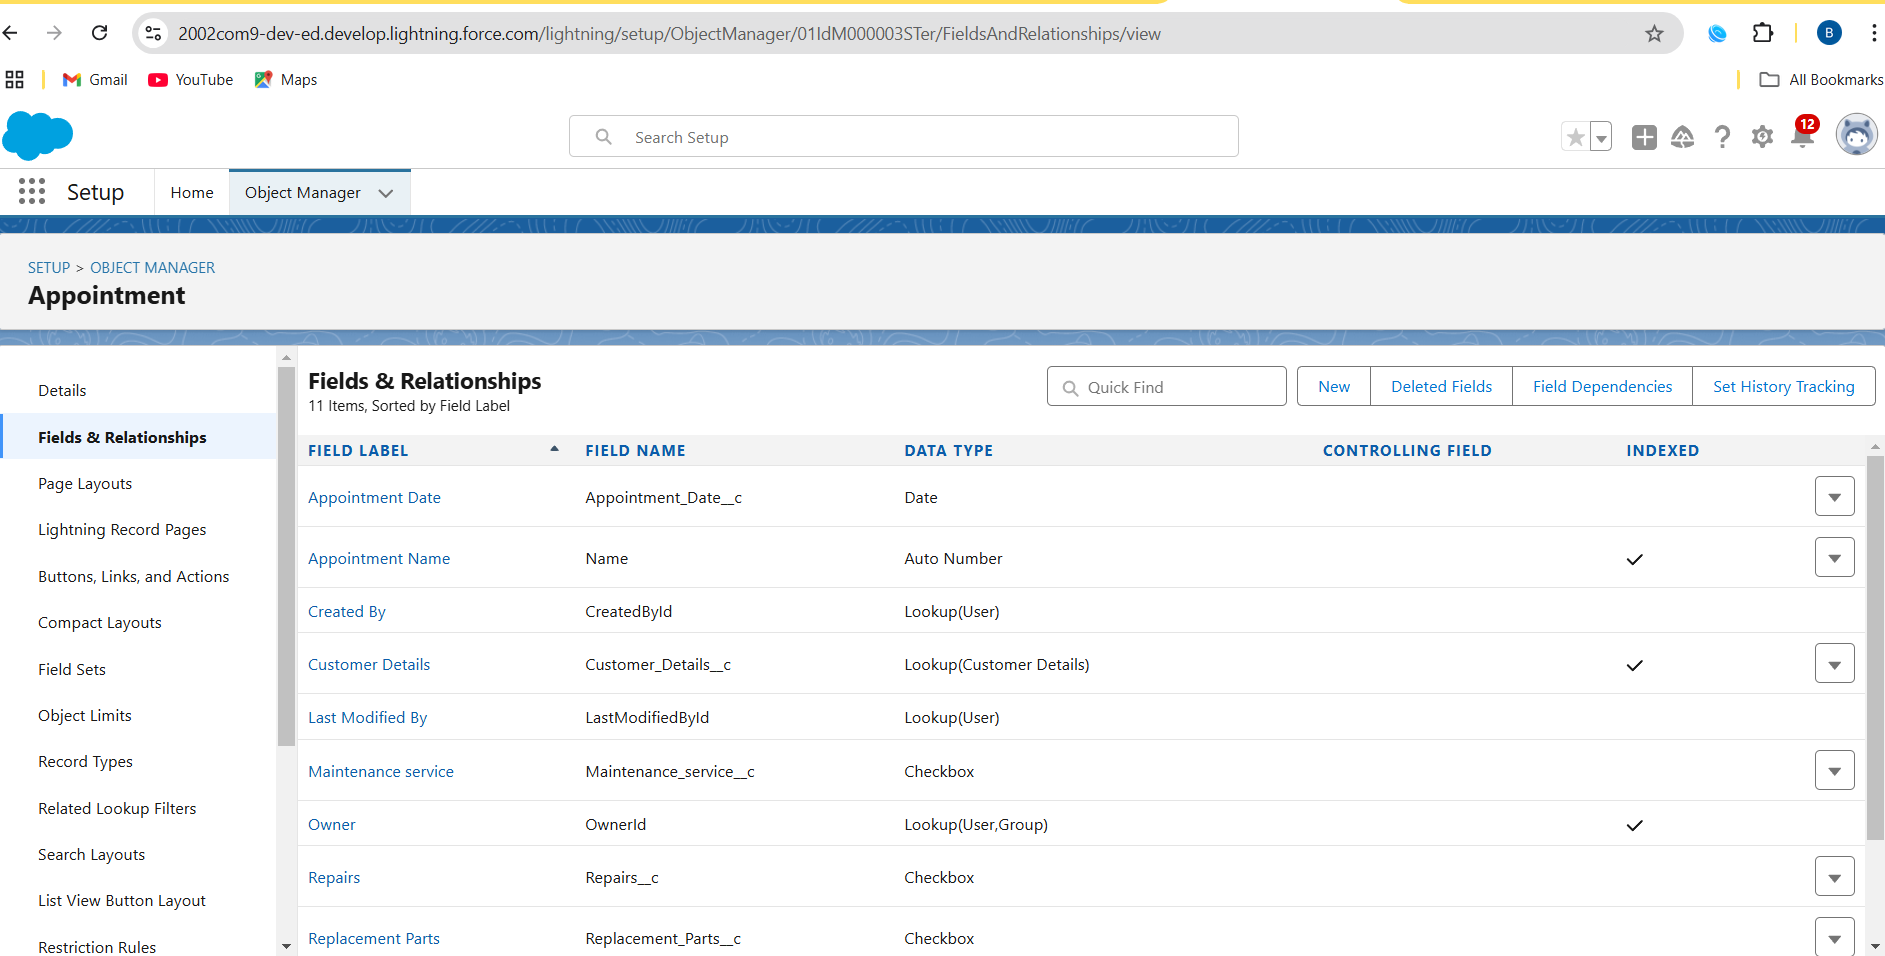 2002com9-dev-ed.develop.lightning.force.com/lightning/setup/ObjectManager/01IdM000003STer/FieldsAndRelationships/view
B
Gmail YouTube Maps All Bookmarks
Search Setup
12
Setup Home Object Manager
SETUP > OBJECT MANAGER
Appointment
Details
Fields & Relationships
Page Layouts
Lightning Record Pages
Buttons, Links, and Actions
Compact Layouts
Field Sets
Object Limits
Record Types
Related Lookup Filters
Search Layouts
List View Button Layout
Restriction Rules
Fields & Relationships
11 Items, Sorted by Field Label
Quick Find New Deleted Fields Field Dependencies Set History Tracking
FIELD LABEL FIELD NAME DATA TYPE CONTROLLING FIELD INDEXED
Appointment Date Appointment_Date__c Date
Appointment Name Name Auto Number
Created By CreatedById Lookup(User)
Customer Details Customer_Details__c Lookup(Customer Details)
Last Modified By LastModifiedById Lookup(User)
Maintenance service Maintenance_service__c Checkbox
Owner OwnerId Lookup(User,Group)
Repairs Repairs__c Checkbox
Replacement Parts Replacement_Parts__c Checkbox